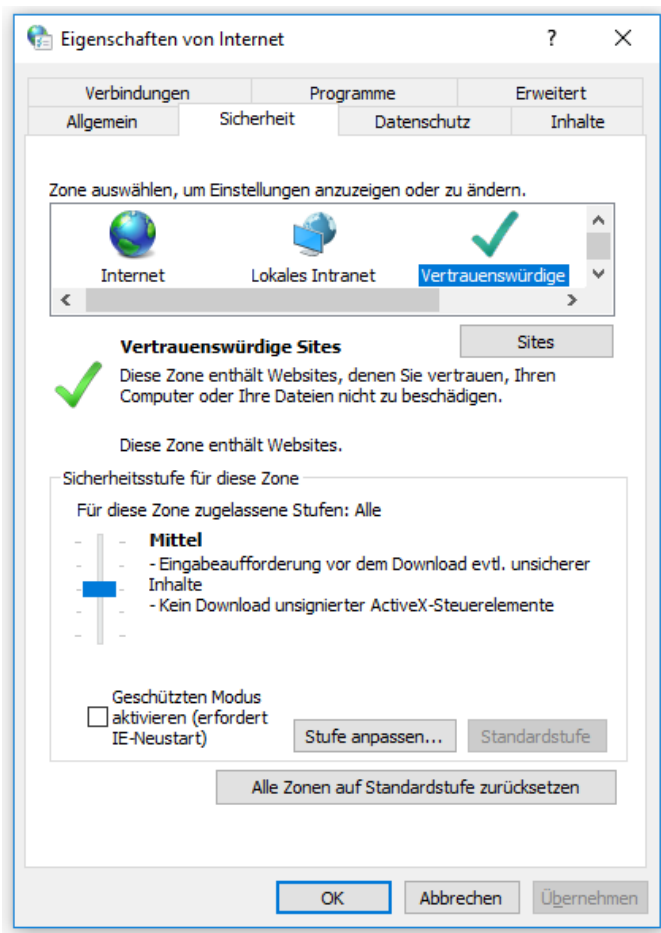 Eigenschaften von Internet
?
Verbindungen
Programme
Erweitert
Allgemein
Sicherheit
Datenschutz
Inhalte
Zone auswählen, um Einstellungen anzuzeigen oder zu ändern.
Internet
Lokales Intranet
Vertrauenswürdige
Vertrauenswürdige Sites
Sites
Diese Zone enthält Websites, denen Sie vertrauen, Ihren
Computer oder Ihre Dateien nicht zu beschädigen.
Diese Zone enthält Websites.
Sicherheitsstufe für diese Zone
Für diese Zone zugelassene Stufen: Alle
Mittel
- Eingabeaufforderung vor dem Download evtl. unsicherer
Inhalte
- Kein Download unsignierter ActiveX-Steuerelemente
Geschützten Modus
aktivieren (erfordert
IE-Neustart)
Stufe anpassen...
Standardstufe
Alle Zonen auf Standardstufe zurücksetzen
OK
Abbrechen
Übernehmen